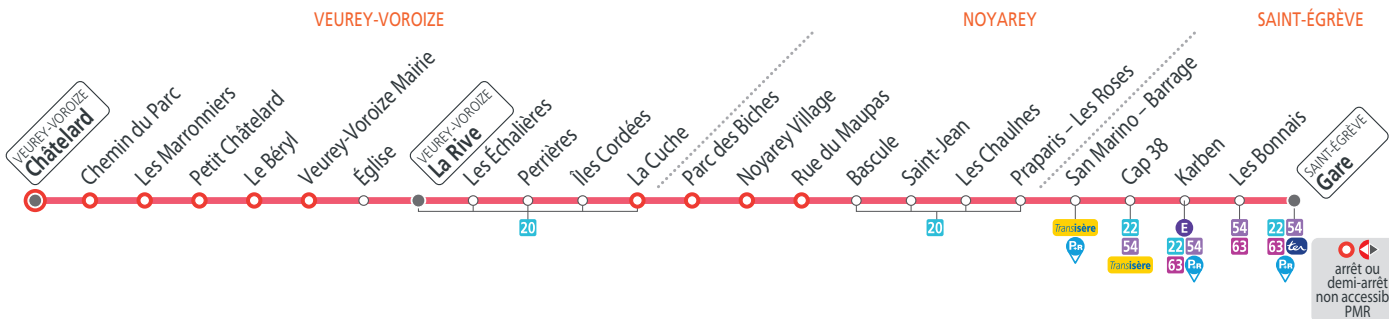 VEUREY-VOROIZE
NOYAREY
SAINT-ÉGRÈVE
VEUREY-VOROIZE
Châtelard
Chemin du Parc
Les Marronniers
Petit Châtelard
Le Béryl
Veurey-Voroize Mairie
Église
VEUREY-VOROIZE
La Rive
Les Échalières
Perrières
Îles Cordées
La Cuche
Parc des Biches
Noyarey Village
Rue du Maupas
Bascule
Saint-Jean
Les Chaulnes
Praparis – Les Roses
San Marino – Barrage
Cap 38
Karben
Les Bonnais
SAINT-ÉGRÈVE
Gare
20
20
Transisère
P+R
22
54
Transisère
E
22 54
63 P+R
54
63
22 54
63 ter
P+R
arrêt ou
demi-arrêt
non accessib
PMR